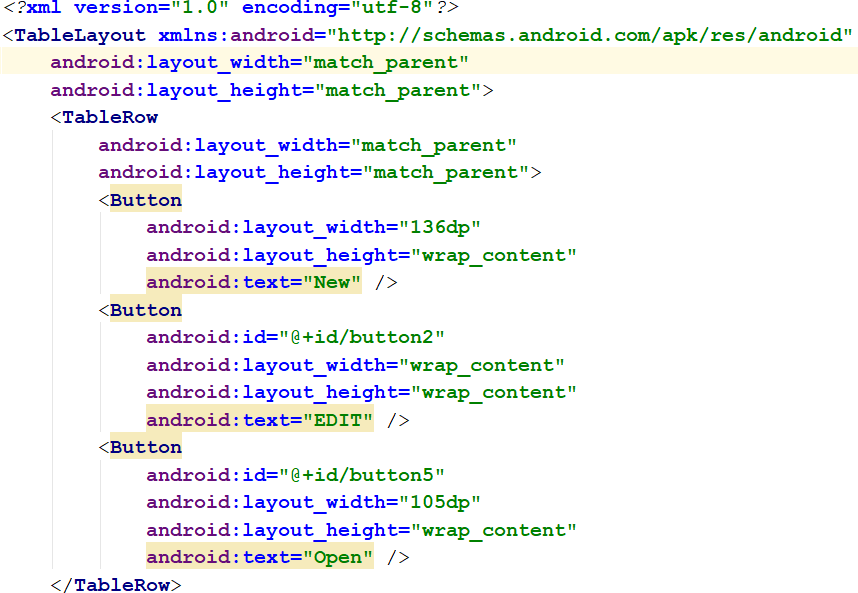 <?xml version="1.0" encoding="utf-8"?>
<TableLayout xmlns:android="http://schemas.android.com/apk/res/android"
    android:layout_width="match_parent"
    android:layout_height="match_parent">
    <TableRow
        android:layout_width="match_parent"
        android:layout_height="match_parent">
        <Button
            android:layout_width="136dp"
            android:layout_height="wrap_content"
            android:text="New" />
        <Button
            android:id="@+id/button2"
            android:layout_width="wrap_content"
            android:layout_height="wrap_content"
            android:text="EDIT" />
        <Button
            android:id="@+id/button5"
            android:layout_width="105dp"
            android:layout_height="wrap_content"
            android:text="Open" />
    </TableRow>